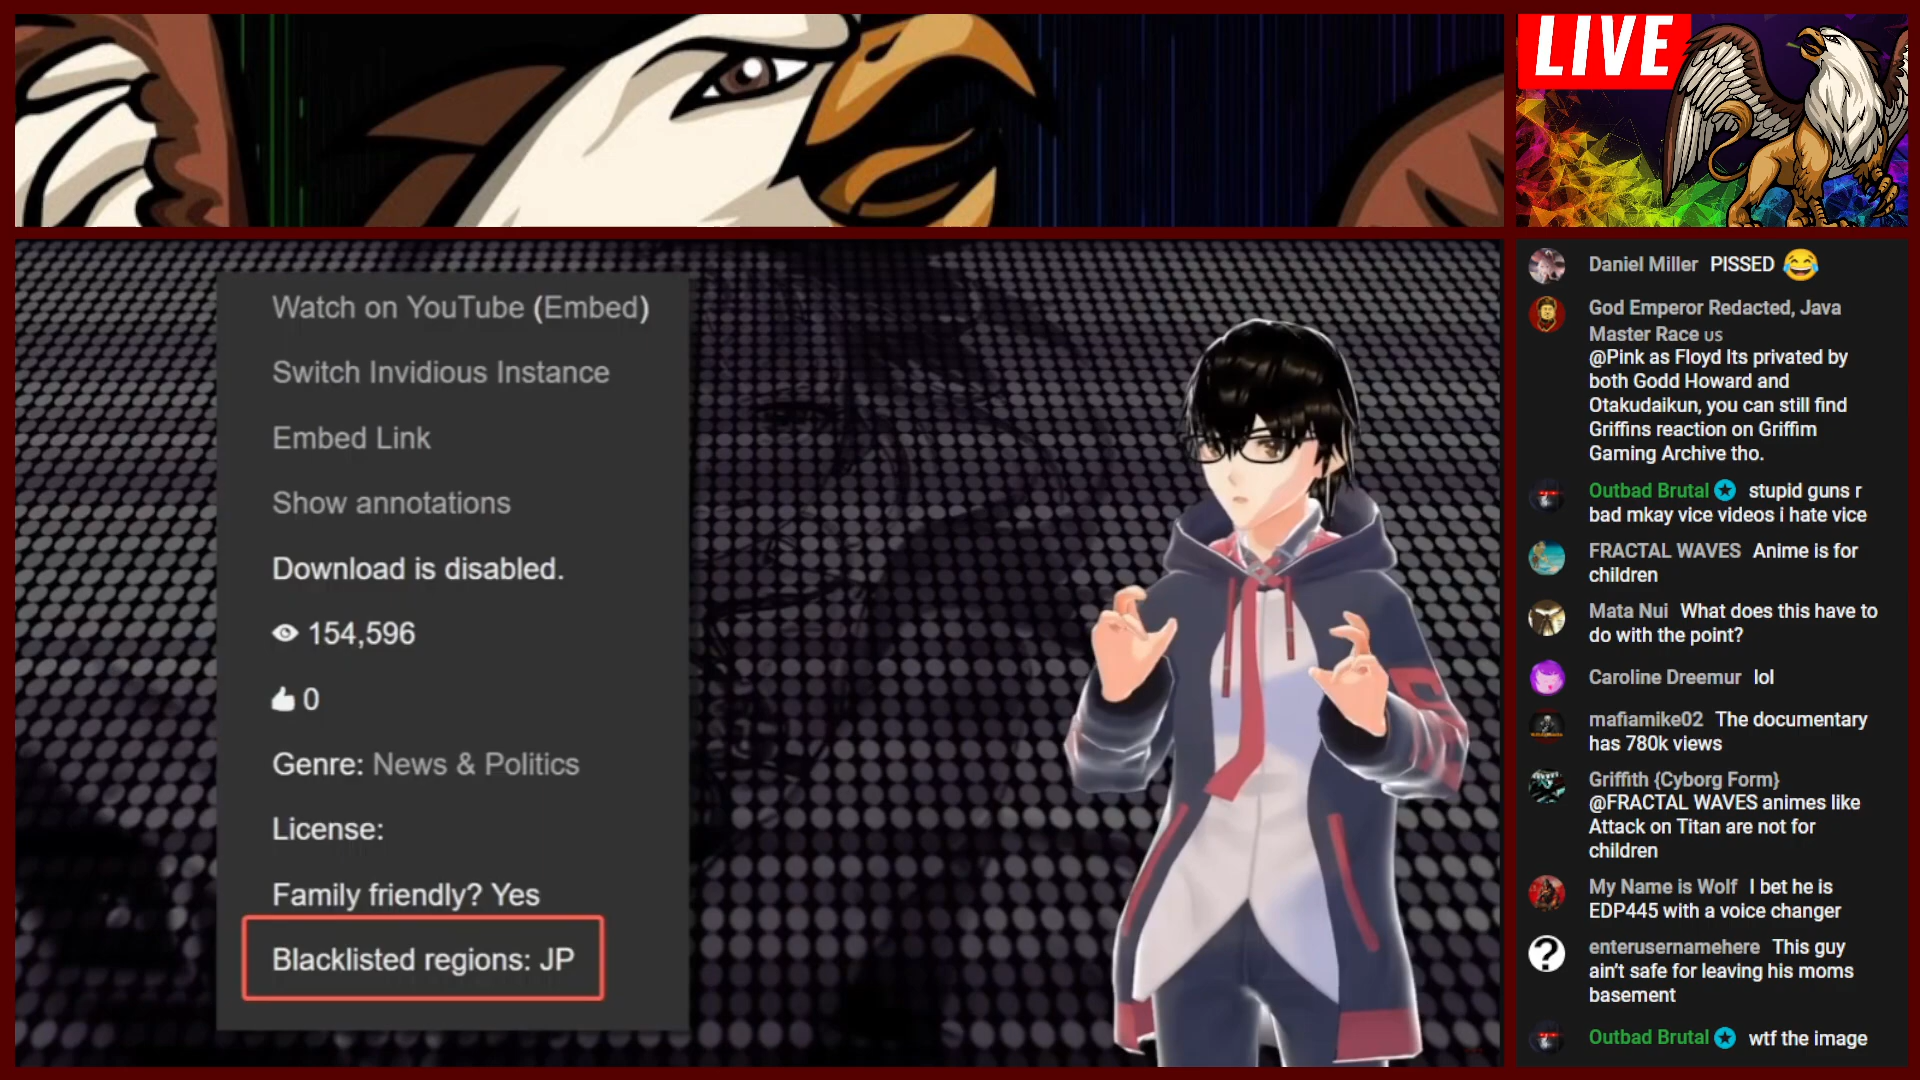 LIVE
Watch on YouTube (Embed)
Switch Invidious Instance
Embed Link
Show annotations
Download is disabled.
154,596
0
Genre: News & Politics
License:
Family friendly? Yes
Blacklisted regions: JP
Daniel Miller PISSED 😂
God Emperor Redacted, Java
Master Race US
@Pink as Floyd Its privated by
both Godd Howard and
Otakudaikun, you can still find
Griffins reaction on Griffim
Gaming Archive tho.
Outbad Brutal stupid guns r
bad mkay vice videos i hate vice
FRACTAL WAVES Anime is for
children
Mata Nui What does this have to
do with the point?
Caroline Dreemur lol
mafiamike02 The documentary
has 780k views
Griffith {Cyborg Form}
@FRACTAL WAVES animes like
Attack on Titan are not for
children
My Name is Wolf I bet he is
EDP445 with a voice changer
enterusernamehere This guy
ain't safe for leaving his moms
basement
Outbad Brutal wtf the image